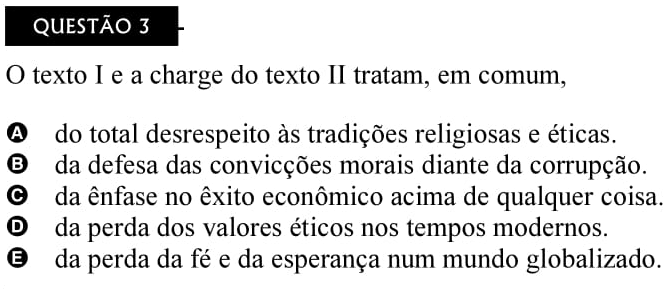 QUESTÃO 3
O texto I e a charge do texto II tratam, em comum,
A do total desrespeito às tradições religiosas e éticas.
B da defesa das convicções morais diante da corrupção.
C da ênfase no êxito econômico acima de qualquer coisa.
D da perda dos valores éticos nos tempos modernos.
E da perda da fé e da esperança num mundo globalizado.